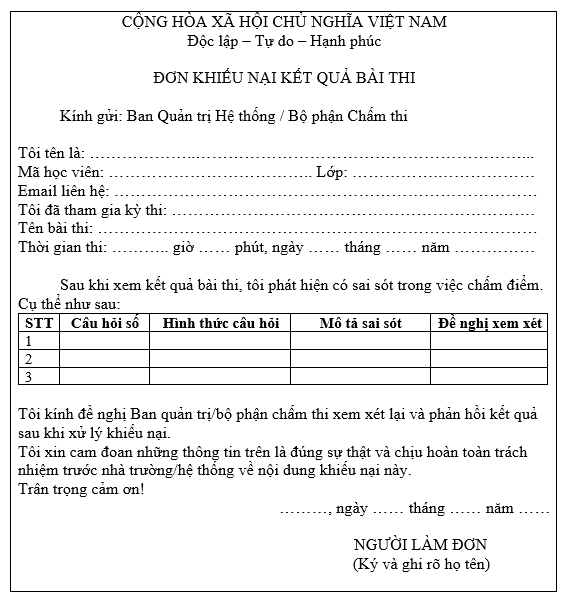 CỘNG HÒA XÃ HỘI CHỦ NGHĨA VIỆT NAM
Độc lập – Tự do – Hạnh phúc
ĐƠN KHIẾU NẠI KẾT QUẢ BÀI THI
Kính gửi: Ban Quản trị Hệ thống / Bộ phận Chấm thi
Tôi tên là: ……………………………………………………………………..
Mã học viên: ………………………………. Lớp: ……………………………
Email liên hệ: …………………………………………………………………
Tôi đã tham gia kỳ thi: …………………………………………………………
Tên bài thi: ……………………………………………………………………
Thời gian thi: ……….. giờ …… phút, ngày …… tháng …… năm ………………
Sau khi xem kết quả bài thi, tôi phát hiện có sai sót trong việc chấm điểm.
Cụ thể như sau:
STT Câu hỏi số Hình thức câu hỏi Mô tả sai sót Đề nghị xem xét
1
2
3
Tôi kính đề nghị Ban quản trị/bộ phận chấm thi xem xét lại và phản hồi kết quả
sau khi xử lý khiếu nại.
Tôi xin cam đoan những thông tin trên là đúng sự thật và chịu hoàn toàn trách
nhiệm trước nhà trường/hệ thống về nội dung khiếu nại này.
Trân trọng cảm ơn!
………, ngày …… tháng …… năm ……
NGƯỜI LÀM ĐƠN
(Ký và ghi rõ họ tên)